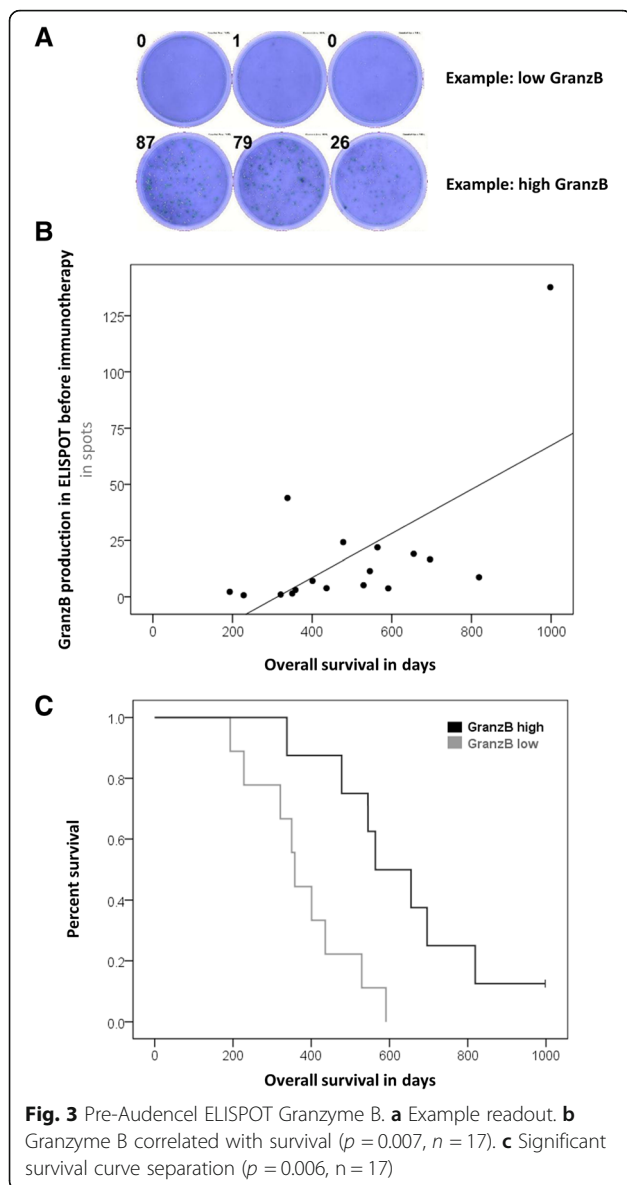 A
0
1
0
Example: low GranzB
87
79
26
Example: high GranzB
B
GranzB production in ELISPOT before immunotherapy
in spots
125
100
75
50
25
0
0
200
400
600
800
1000
Overall survival in days
C
GranzB high
GranzB low
Percent survival
1.0
0.8
0.6
0.4
0.2
0.0
0
200
400
600
800
1000
Overall survival in days
Fig. 3 Pre-Audencel ELISPOT Granzyme B. a Example readout. b
Granzyme B correlated with survival (p = 0.007, n = 17). c Significant
survival curve separation (p = 0.006, n = 17)